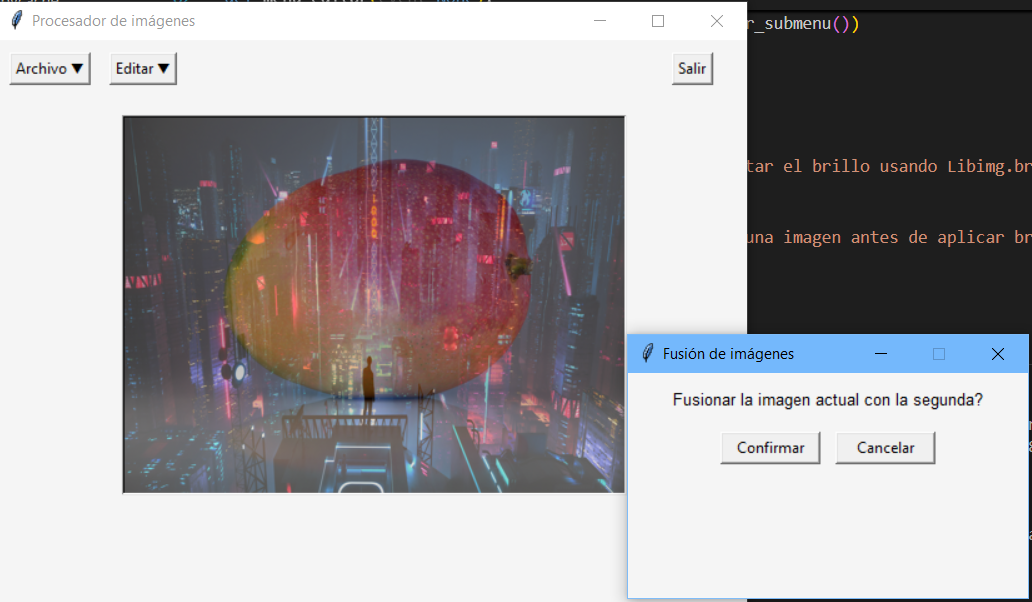 Procesador de imágenes
r_submenu())
Archivo ▼
Editar ▼
Salir
tar el brillo usando Libimg.br
una imagen antes de aplicar br
Fusión de imágenes
Fusionar la imagen actual con la segunda?
Confirmar
Cancelar